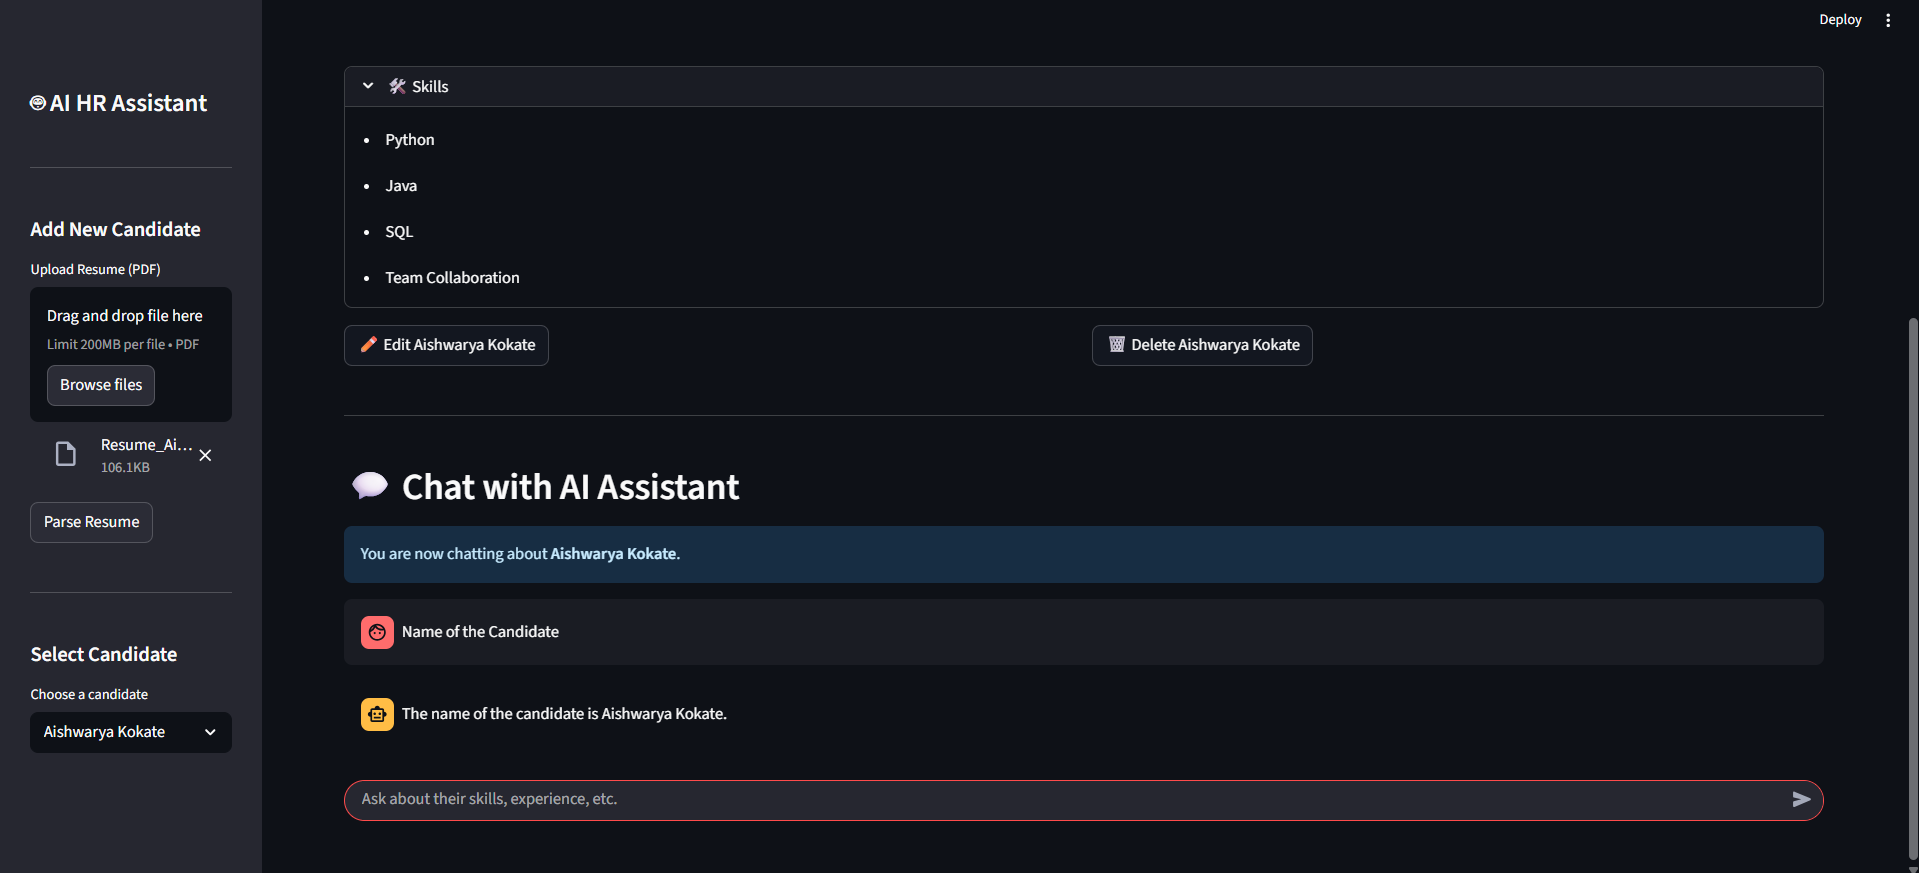 Deploy
AI HR Assistant
Add New Candidate
Upload Resume (PDF)
Drag and drop file here
Limit 200MB per file • PDF
Browse files
Resume_Ai...
106.1KB
Parse Resume
Select Candidate
Choose a candidate
Aishwarya Kokate
Skills
• Python
• Java
• SQL
• Team Collaboration
Edit Aishwarya Kokate
Delete Aishwarya Kokate
Chat with AI Assistant
You are now chatting about Aishwarya Kokate.
Name of the Candidate
The name of the candidate is Aishwarya Kokate.
Ask about their skills, experience, etc.